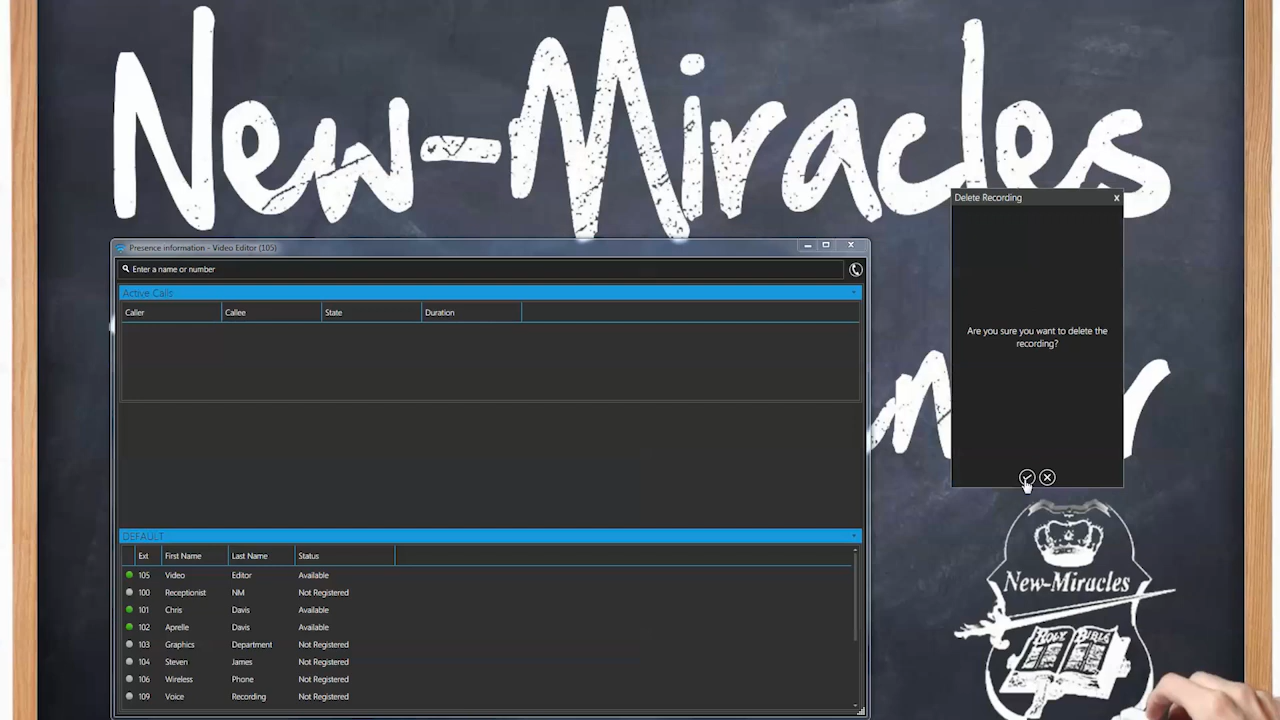 New-Miracles
Delete Recording
x
Presence information - Video Editor (105)
Enter a name or number
Active Calls
Caller Callee State Duration
Are you sure you want to delete the
recording?
DEFAULT
Ext First Name Last Name Status
105 Video Editor Available
100 Receptionist NM Not Registered
101 Chris Davis Available
102 Aprelle Davis Available
103 Graphics Department Not Registered
104 Steven James Not Registered
106 Wireless Phone Not Registered
109 Voice Recording Not Registered
New-Miracles
HOLY BIBLE